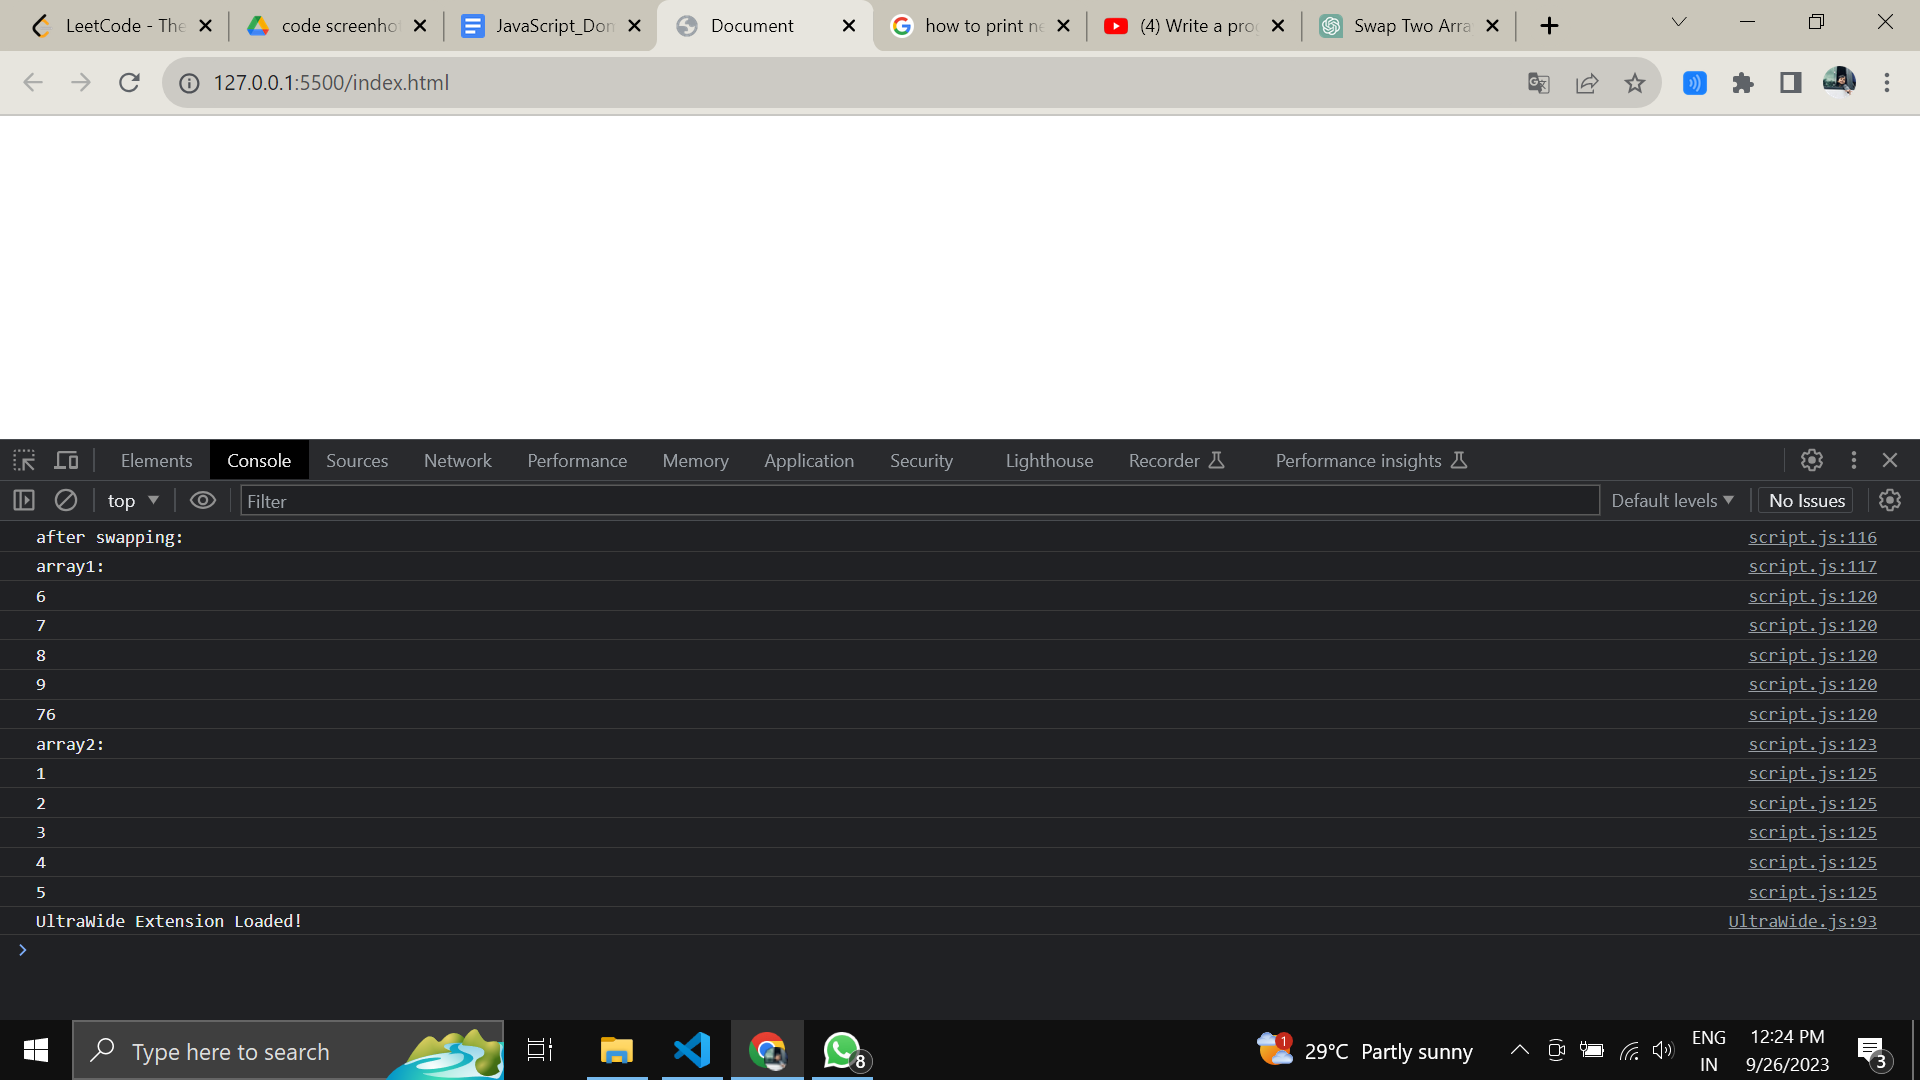 LeetCode - The
code screenshot
JavaScript_Dom
Document
how to print ne
(4) Write a prog
Swap Two Array
127.0.0.1:5500/index.html
Elements Console Sources Network Performance Memory Application Security Lighthouse Recorder Performance insights
top Filter Default levels No Issues
after swapping: script.js:116
array1: script.js:117
6 script.js:120
7 script.js:120
8 script.js:120
9 script.js:120
76 script.js:120
array2: script.js:123
1 script.js:125
2 script.js:125
3 script.js:125
4 script.js:125
5 script.js:125
UltraWide Extension Loaded! UltraWide.js:93
Type here to search
8
1
29°C Partly sunny
ENG
IN
12:24 PM
9/26/2023
3